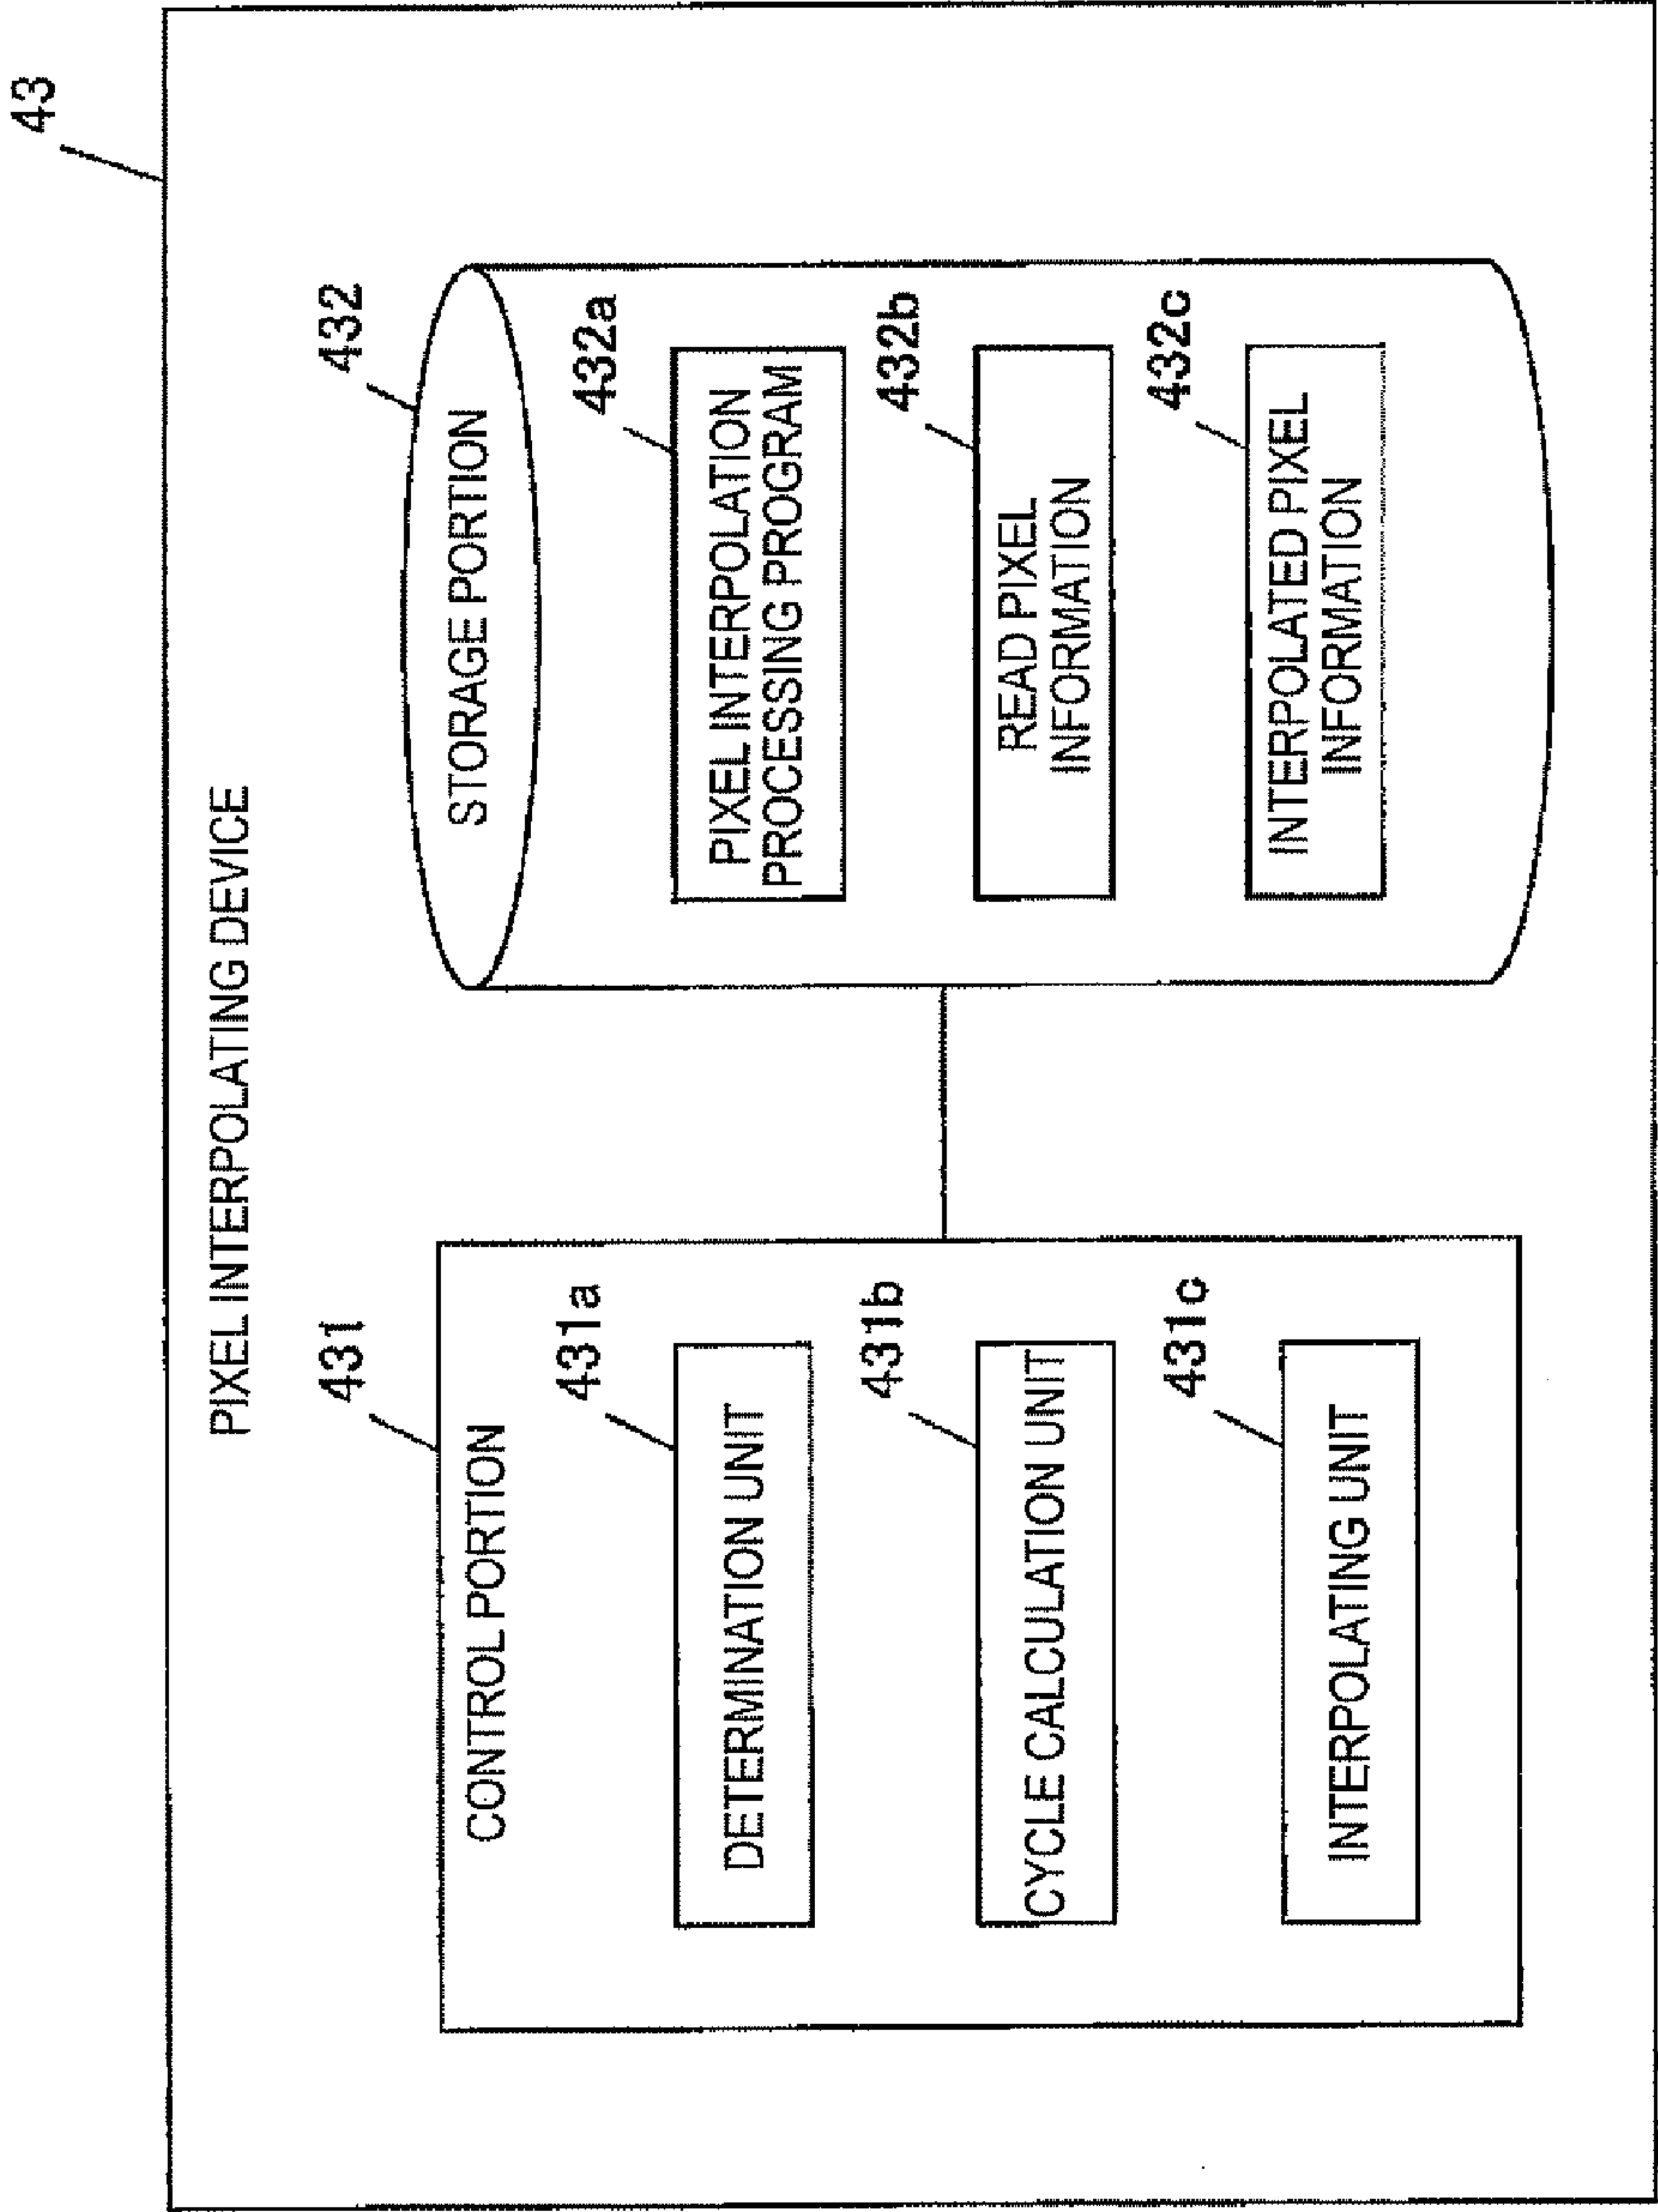 43
PIXEL INTERPOLATING DEVICE
431
CONTROL PORTION
431a
DETERMINATION UNIT
431b
CYCLE CALCULATION UNIT
431c
INTERPOLATING UNIT
432
STORAGE PORTION
432a
PIXEL INTERPOLATION
PROCESSING PROGRAM
432b
READ PIXEL
INFORMATION
432c
INTERPOLATED PIXEL
INFORMATION